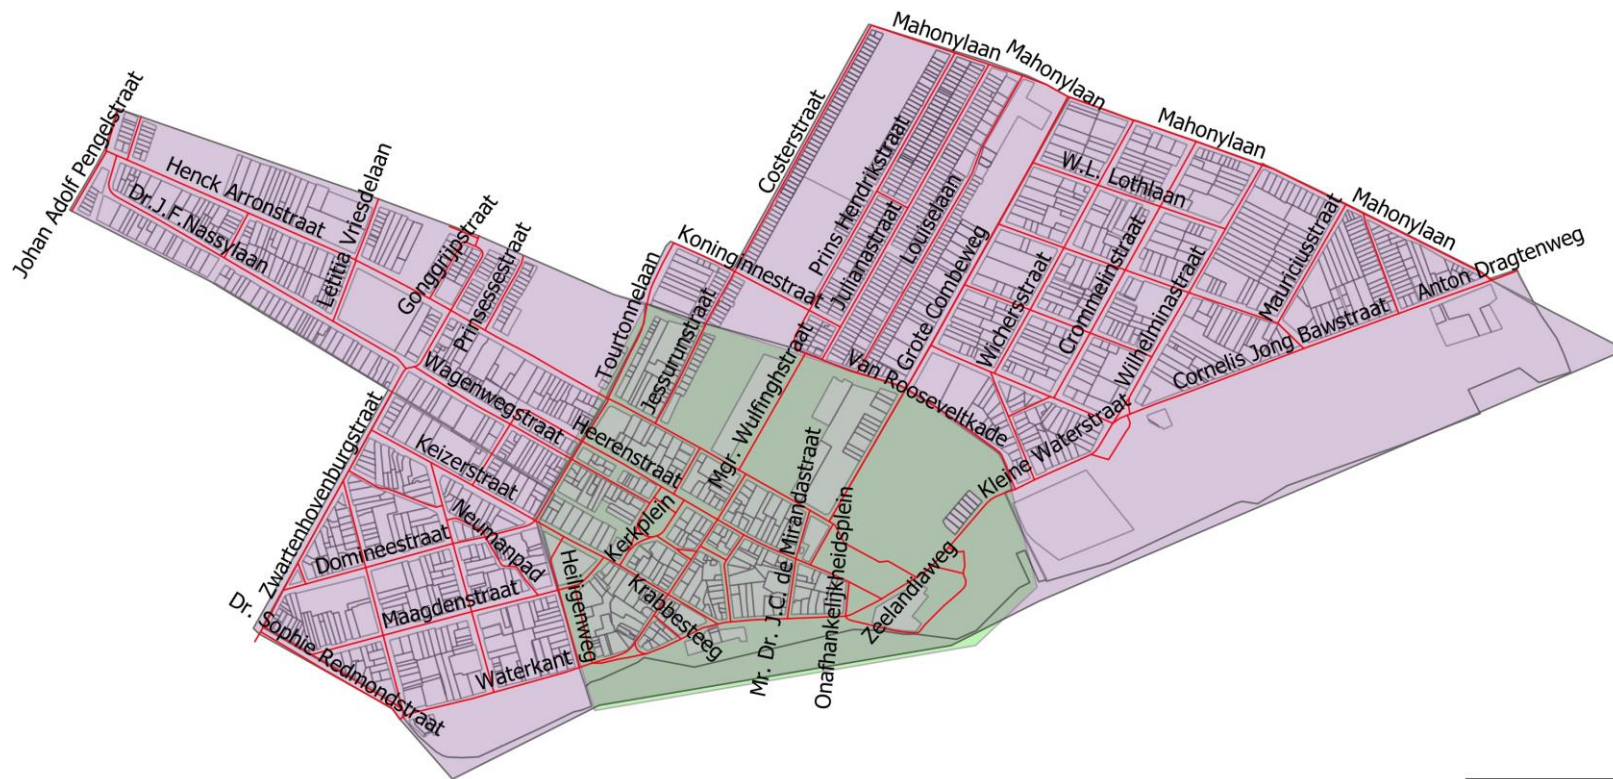 Mahonylaan
Mahonylaan
Mahonylaan
Mahonylaan
Johan Adolf Pengelstraat
Henck Arronstraat
Dr.J.F.Nassylaan
Letitia Vriesdelaan
Gonggrijpstraat
Prinsessestraat
Costerstraat
Prins Hendrikstraat
Julianastraat
Louiselaan
W.L. Lothlaan
Koninginnestraat
Tourtonnelaan
Jessurunstraat
Grote Combeweg
Wichersstraat
Crommelinstraat
Wilhelminastraat
Mauriciusstraat
Anton Dragtenweg
Cornelis Jong Bawstraat
Mgr. Wulfinghstraat
Van Rooseveltkade
Kleine Waterstraat
Wagenwegstraat
Heerenstraat
Zwartenhovenburgstraat
Keizerstraat
Neumanpad
Domineestraat
Maagdenstraat
Dr. Sophie Redmondstraat
Waterkant
Heiligenweg
Kerkplein
Krabbesteeg
Mr. Dr. J.C. de Mirandastraat
Onafhankelijkheidsplein
Zeelandiaweg